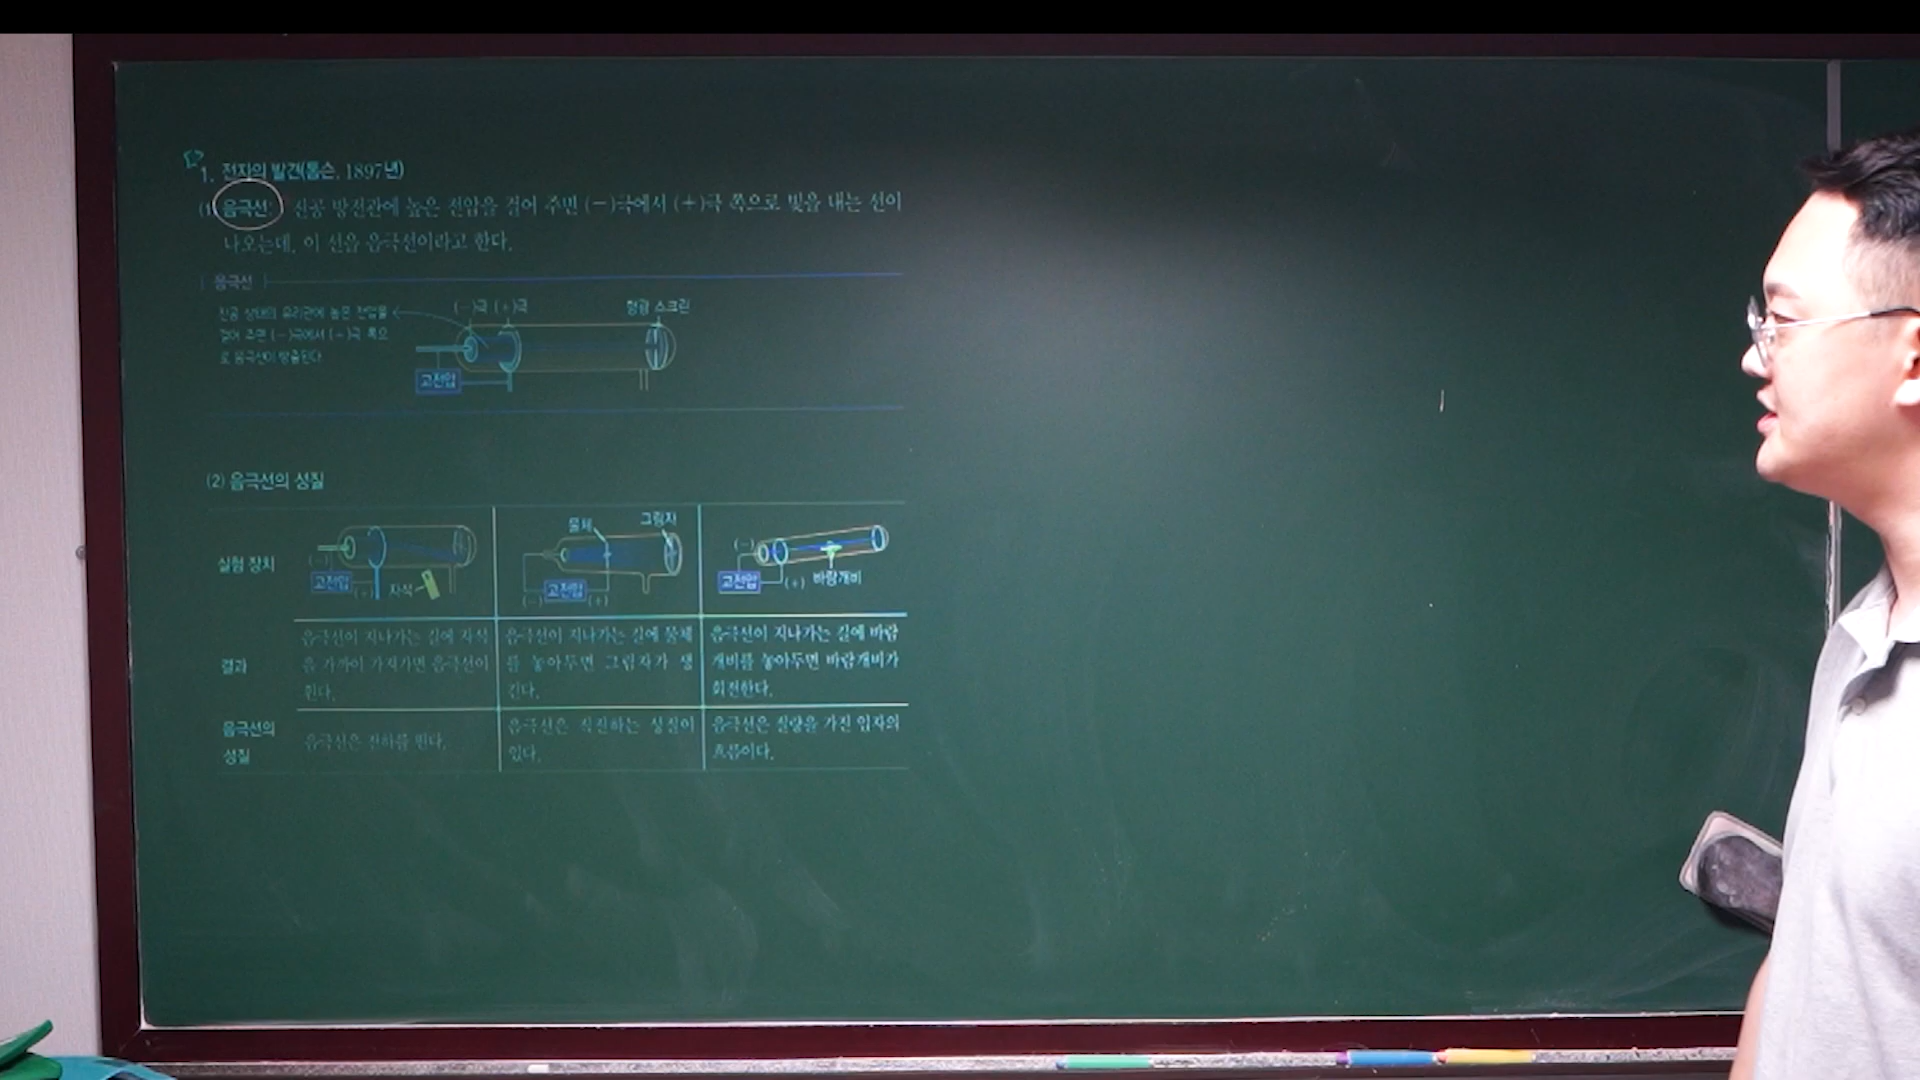 1. 전자의 발견(톰슨, 1897년)
(1) 음극선: 진공 방전관에 높은 전압을 걸어 주면 (−)극에서 (+)극 쪽으로 빛을 내는 선이
나오는데, 이 선을 음극선이라고 한다.
음극선
진공 상태의 유리관에 높은 전압을
걸어 주면 (−)극에서 (+)극 쪽으
로 음극선이 방출된다.
(−)극 (+)극
형광 스크린
고전압
(2) 음극선의 성질
실험 장치
(−)
고전압
(+)
자석
물체
그림자
고전압
(−)
(+)
(−)
고전압
(+)
바람개비
결과
음극선이 지나가는 길에 자석
을 가까이 가져가면 음극선이
휜다.
음극선이 지나가는 길에 물체
를 놓아두면 그림자가 생
긴다.
음극선이 지나가는 길에 바람
개비를 놓아두면 바람개비가
회전한다.
음극선의
성질
음극선은 전하를 띤다.
음극선은 직진하는 성질이
있다.
음극선은 질량을 가진 입자의
흐름이다.